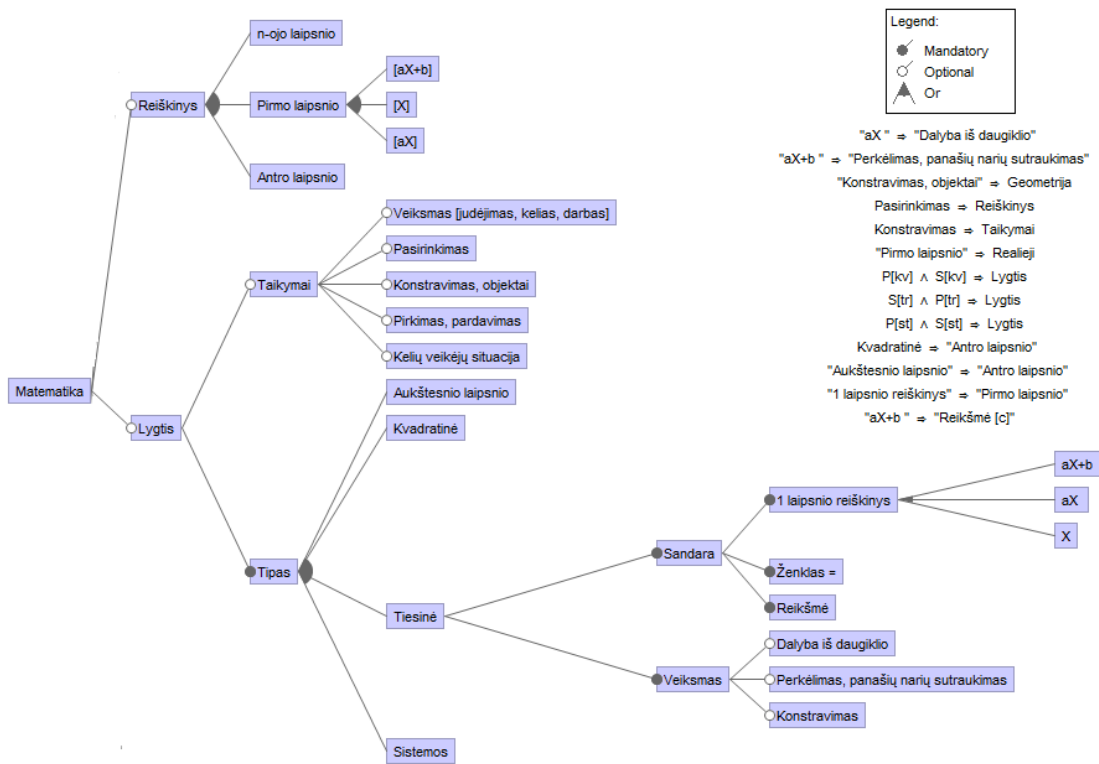 n-ojo laipsnio
Reiškinys
Pirmo laipsnio
[aX+b]
[X]
[aX]
Antro laipsnio
Veiksmas [judėjimas, kelias, darbas]
Pasirinkimas
Taikymai
Konstravimas, objektai
Pirkimas, pardavimas
Kelių veikėjų situacija
Matematika
Aukštesnio laipsnio
Lygtis
Kvadratinė
Tipas
Tiesinė
Sistemos
Sandara
1 laipsnio reiškinys
aX+b
aX
X
Ženklas =
Reikšmė
Veiksmas
Dalyba iš daugiklio
Perkėlimas, panašių narių sutraukimas
Konstravimas
Legend:
Mandatory
Optional
Or
"aX " ⇒ "Dalyba iš daugiklio"
"aX+b " ⇒ "Perkėlimas, panašių narių sutraukimas"
"Konstravimas, objektai" ⇒ Geometrija
Pasirinkimas ⇒ Reiškinys
Konstravimas ⇒ Taikymai
"Pirmo laipsnio" ⇒ Realieji
P[kv] ∧ S[kv] ⇒ Lygtis
S[tr] ∧ P[tr] ⇒ Lygtis
P[st] ∧ S[st] ⇒ Lygtis
Kvadratinė ⇒ "Antro laipsnio"
"Aukštesnio laipsnio" ⇒ "Antro laipsnio"
"1 laipsnio reiškinys" ⇒ "Pirmo laipsnio"
"aX+b " ⇒ "Reikšmė [c]"